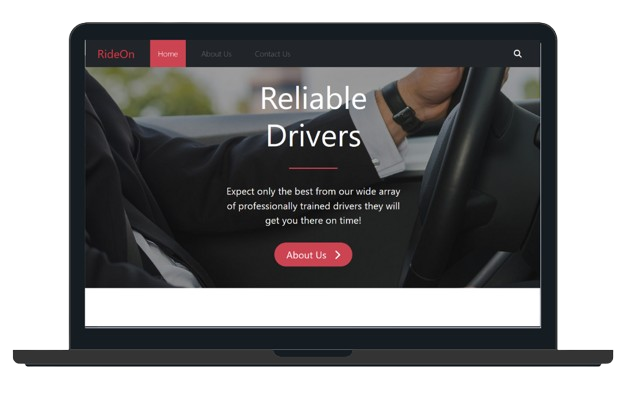 RideOn Home About Us Contact Us
Reliable
Drivers
Expect only the best from our wide array
of professionally trained drivers they will
get you there on time!
About Us